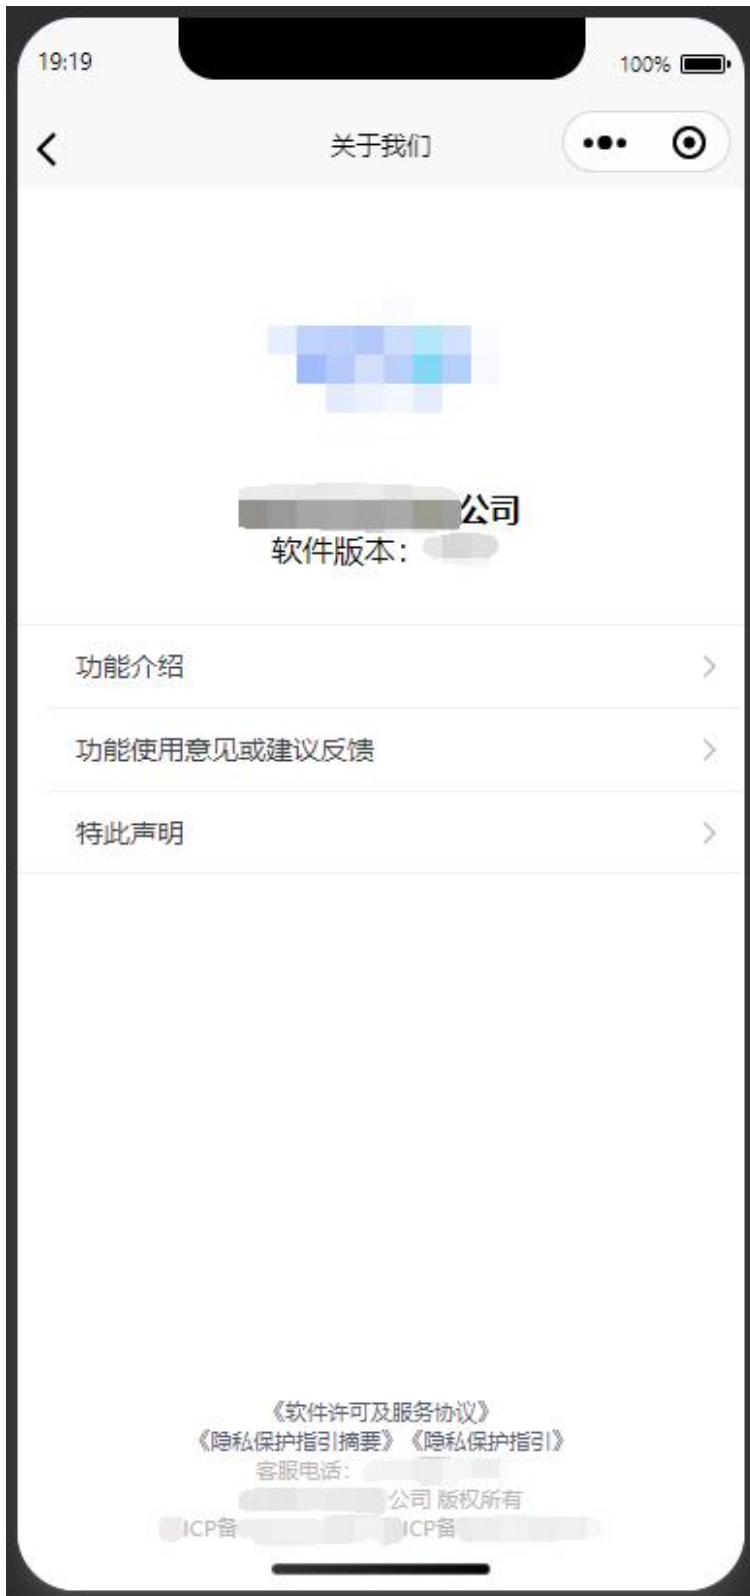 19:19
100%
关于我们
公司
软件版本：
功能介绍
功能使用意见或建议反馈
特此声明
《软件许可及服务协议》
《隐私保护指引摘要》《隐私保护指引》
客服电话：
公司 版权所有
ICP备 ICP备